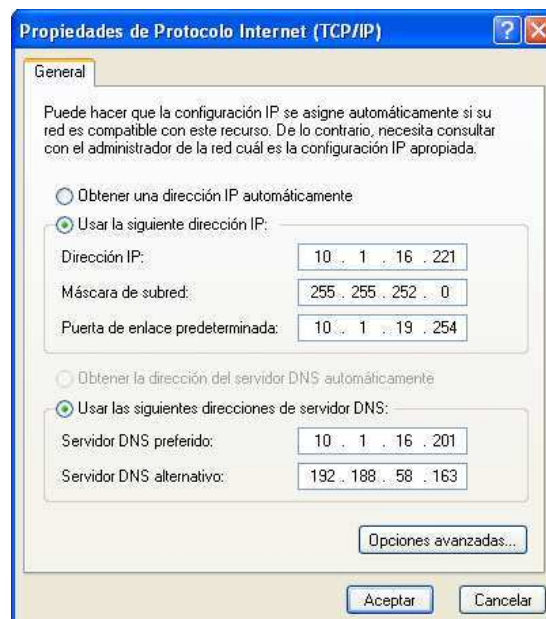 Propiedades de Protocolo Internet (TCP/IP)
General
Puede hacer que la configuración IP se asigne automáticamente si su
red es compatible con este recurso. De lo contrario, necesita consultar
con el administrador de la red cuál es la configuración IP apropiada.
Obtener una dirección IP automáticamente
Usar la siguiente dirección IP:
Dirección IP: 10 . 1 . 16 . 221
Máscara de subred: 255 . 255 . 252 . 0
Puerta de enlace predeterminada: 10 . 1 . 19 . 254
Obtener la dirección del servidor DNS automáticamente
Usar las siguientes direcciones de servidor DNS:
Servidor DNS preferido: 10 . 1 . 16 . 201
Servidor DNS alternativo: 192 . 188 . 58 . 163
Opciones avanzadas...
Aceptar Cancelar